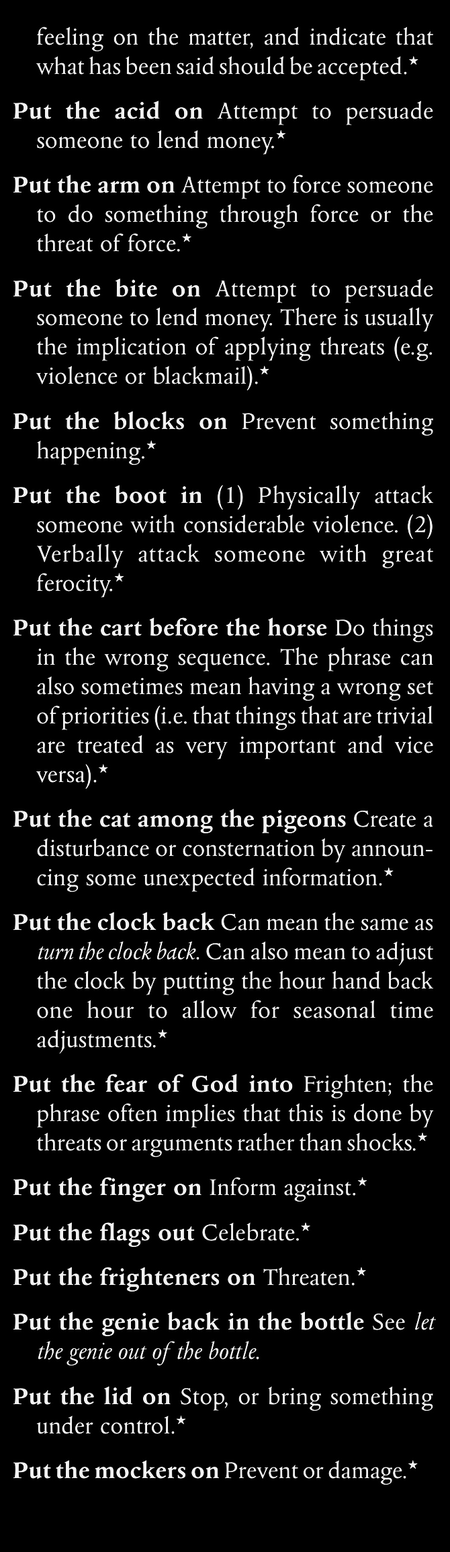 feeling on the matter, and indicate that
what has been said should be accepted.★
Put the acid on Attempt to persuade
someone to lend money.★
Put the arm on Attempt to force someone
to do something through force or the
threat of force.★
Put the bite on Attempt to persuade
someone to lend money. There is usually
the implication of applying threats (e.g.
violence or blackmail).★
Put the blocks on Prevent something
happening.★
Put the boot in (1) Physically attack
someone with considerable violence. (2)
Verbally attack someone with great
ferocity.★
Put the cart before the horse Do things
in the wrong sequence. The phrase can
also sometimes mean having a wrong set
of priorities (i.e. that things that are trivial
are treated as very important and vice
versa).★
Put the cat among the pigeons Create a
disturbance or consternation by announ-
cing some unexpected information.★
Put the clock back Can mean the same as
turn the clock back. Can also mean to adjust
the clock by putting the hour hand back
one hour to allow for seasonal time
adjustments.★
Put the fear of God into Frighten; the
phrase often implies that this is done by
threats or arguments rather than shocks.★
Put the finger on Inform against.★
Put the flags out Celebrate.★
Put the frighteners on Threaten.★
Put the genie back in the bottle See let
the genie out of the bottle.
Put the lid on Stop, or bring something
under control.★
Put the mockers on Prevent or damage.★